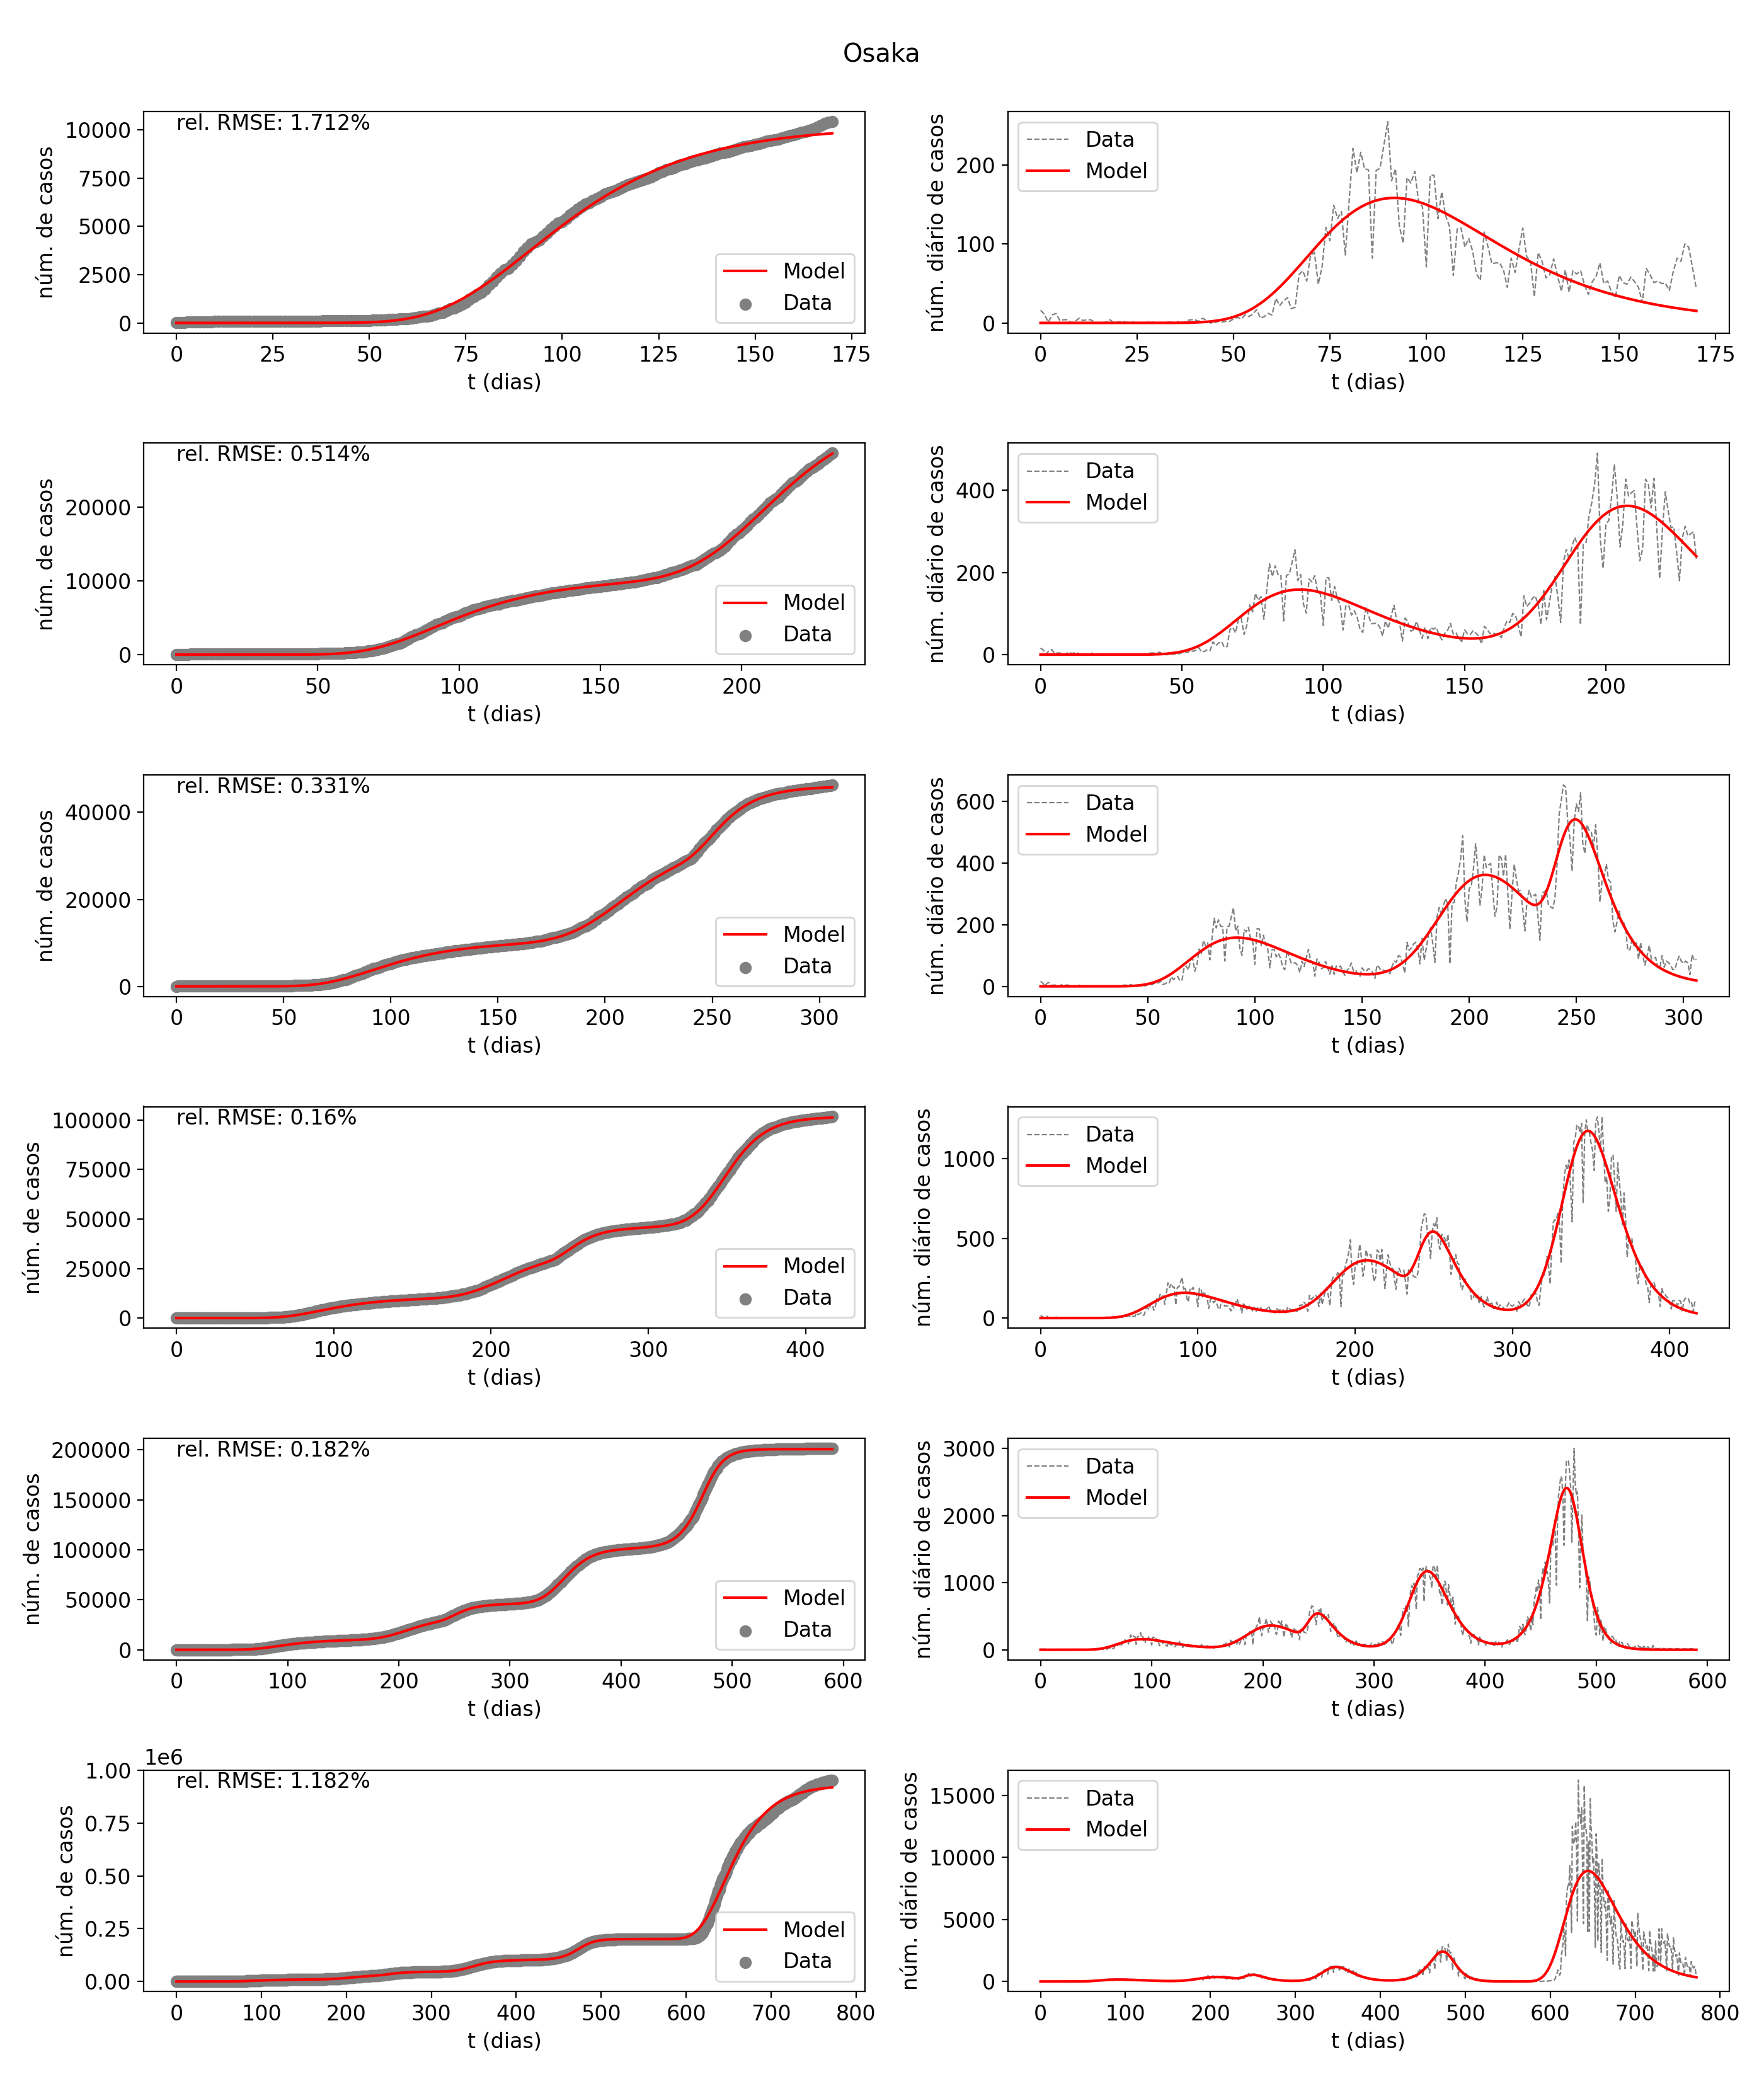 Osaka
rel. RMSE: 1.712%
núm. de casos
10000
7500
5000
2500
0
Model
Data
0 25 50 75 100 125 150 175
t (dias)
núm. diário de casos
200
100
0
Data
Model
0 25 50 75 100 125 150 175
t (dias)
rel. RMSE: 0.514%
núm. de casos
20000
10000
0
Model
Data
0 50 100 150 200
t (dias)
núm. diário de casos
400
200
0
Data
Model
0 50 100 150 200
t (dias)
rel. RMSE: 0.331%
núm. de casos
40000
20000
0
Model
Data
0 50 100 150 200 250 300
t (dias)
núm. diário de casos
600
400
200
0
Data
Model
0 50 100 150 200 250 300
t (dias)
rel. RMSE: 0.16%
núm. de casos
100000
75000
50000
25000
0
Model
Data
0 100 200 300 400
t (dias)
núm. diário de casos
1000
500
0
Data
Model
0 100 200 300 400
t (dias)
rel. RMSE: 0.182%
núm. de casos
200000
150000
100000
50000
0
Model
Data
0 100 200 300 400 500 600
t (dias)
núm. diário de casos
3000
2000
1000
0
Data
Model
0 100 200 300 400 500 600
t (dias)
1e6
rel. RMSE: 1.182%
núm. de casos
1.00
0.75
0.50
0.25
0.00
Model
Data
0 100 200 300 400 500 600 700 800
t (dias)
núm. diário de casos
15000
10000
5000
0
Data
Model
0 100 200 300 400 500 600 700 800
t (dias)